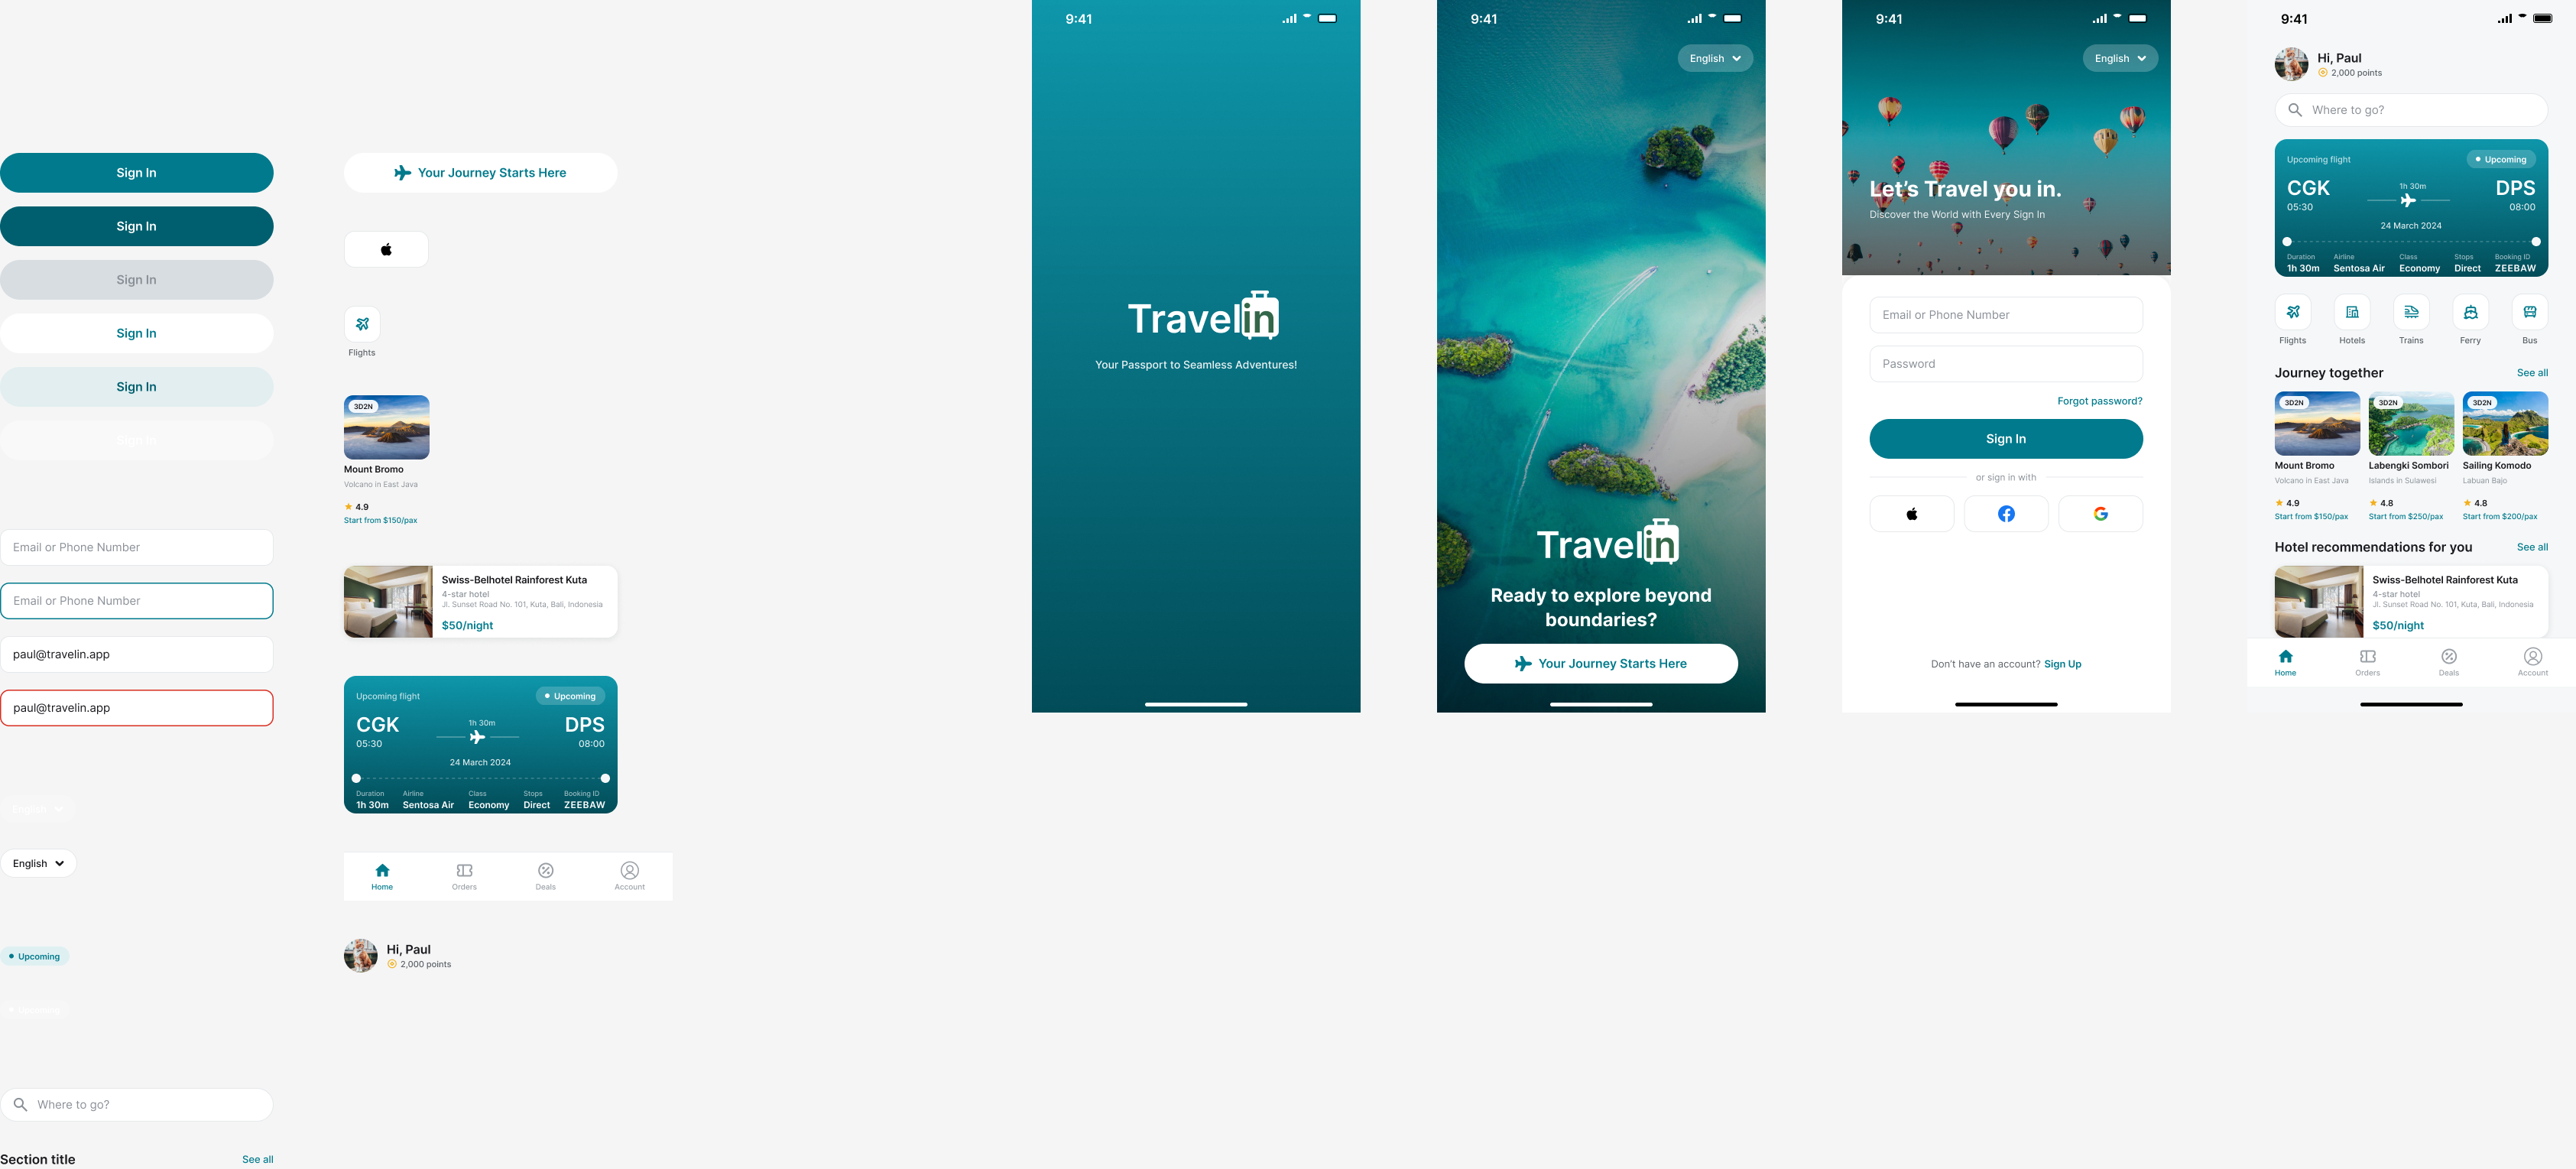 Sign In
Sign In
Sign In
Sign In
Sign In
Sign In
Email or Phone Number
Email or Phone Number
paul@travelin.app
paul@travelin.app
English
English
Upcoming
Upcoming
Where to go?
Section title
See all
Your Journey Starts Here
Flights
3D2N
Mount Bromo
Volcano in East Java
4.9
Start from $150/pax
Swiss-Belhotel Rainforest Kuta
4-star hotel
Jl. Sunset Road No. 101, Kuta, Bali, Indonesia
$50/night
Upcoming flight
Upcoming
CGK
1h 30m
DPS
05:30
08:00
24 March 2024
Duration Airline Class Stops Booking ID
1h 30m Sentosa Air Economy Direct ZEEBAW
Home Orders Deals Account
Hi, Paul
2,000 points
9:41
Travelin
Your Passport to Seamless Adventures!
9:41
English
Travelin
Ready to explore beyond
boundaries?
Your Journey Starts Here
9:41
English
Let's Travel you in.
Discover the World with Every Sign In
Email or Phone Number
Password
Forgot password?
Sign In
or sign in with
Don't have an account? Sign Up
9:41
Hi, Paul
2,000 points
Where to go?
Upcoming flight
Upcoming
CGK
1h 30m
DPS
05:30
08:00
24 March 2024
Duration Airline Class Stops Booking ID
1h 30m Sentosa Air Economy Direct ZEEBAW
Flights Hotels Trains Ferry Bus
Journey together
See all
3D2N 3D2N 3D2N
Mount Bromo Labengki Sombori Sailing Komodo
Volcano in East Java Islands in Sulawesi Labuan Bajo
4.9 4.8 4.8
Start from $150/pax Start from $250/pax Start from $200/pax
Hotel recommendations for you
See all
Swiss-Belhotel Rainforest Kuta
4-star hotel
Jl. Sunset Road No. 101, Kuta, Bali, Indonesia
$50/night
Home Orders Deals Account